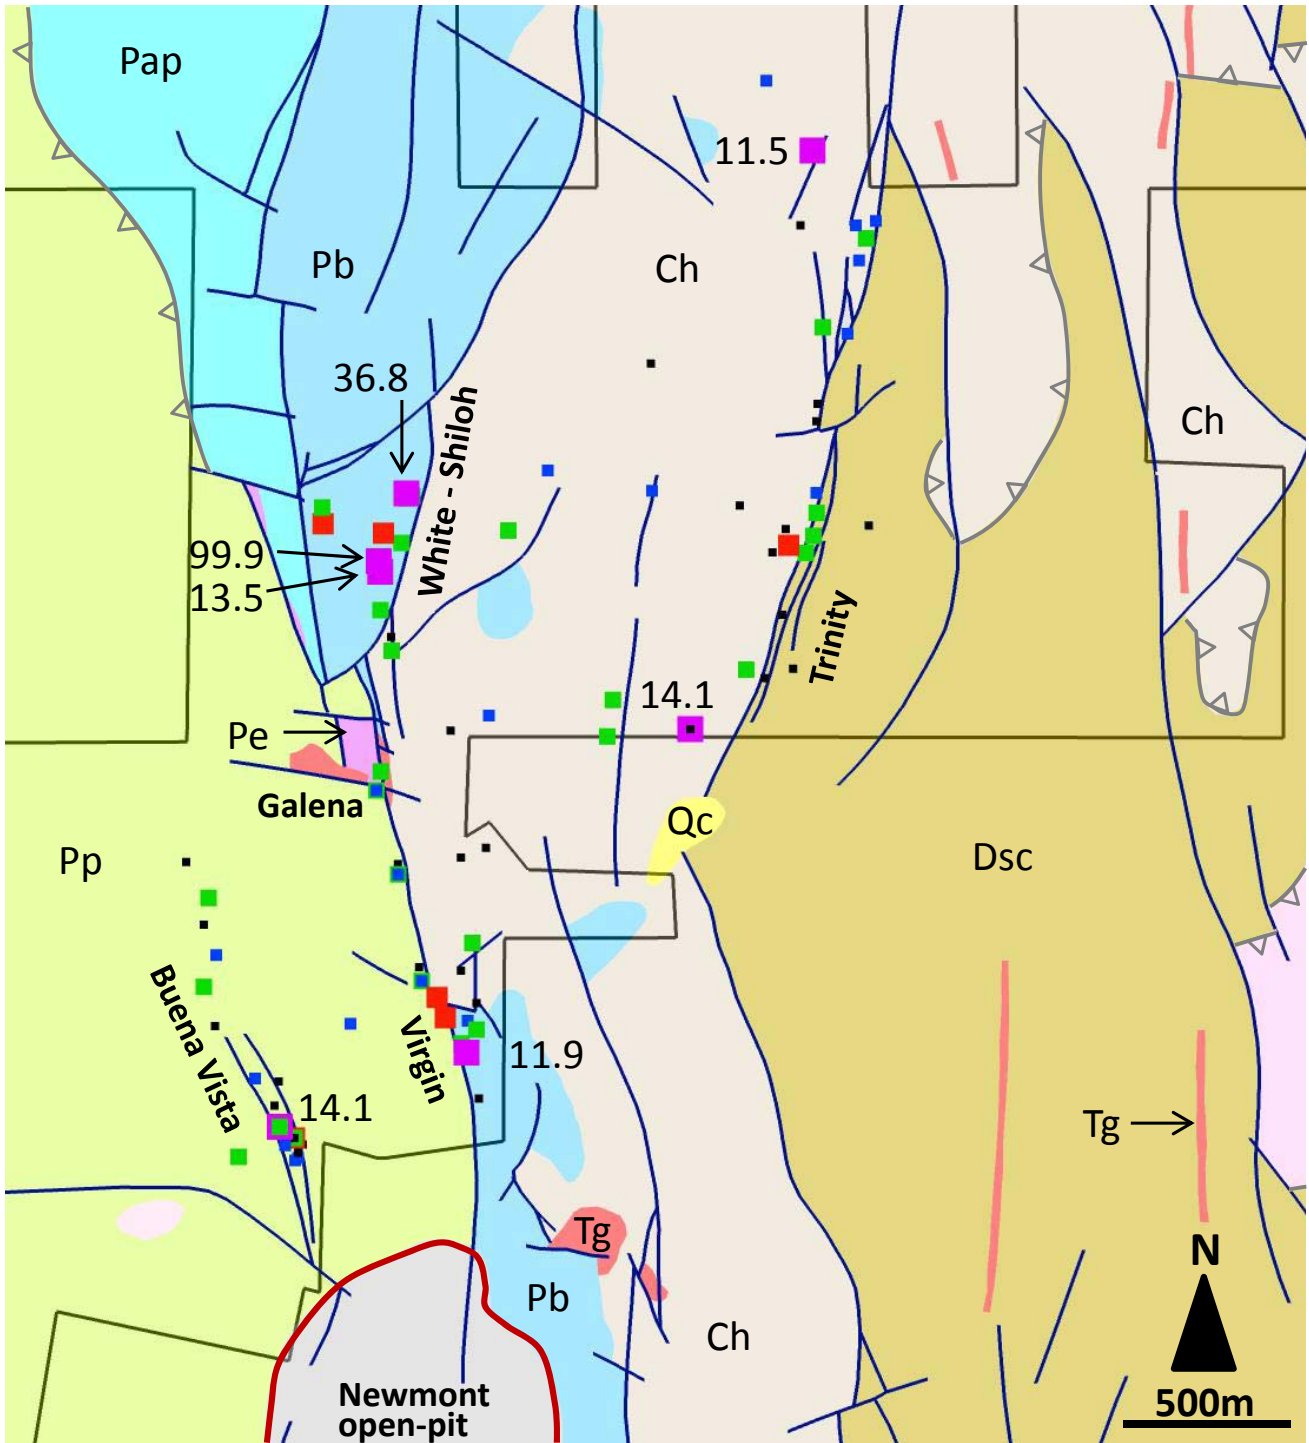 Pap
11.5
Pb
Ch
36.8
Ch
White - Shiloh
99.9
13.5
Trinity
14.1
Pe
Galena
Qc
Pp
Dsc
Buena Vista
Virgin
11.9
14.1
Tg
Tg
N
Pb
Ch
Newmont
open-pit
500m